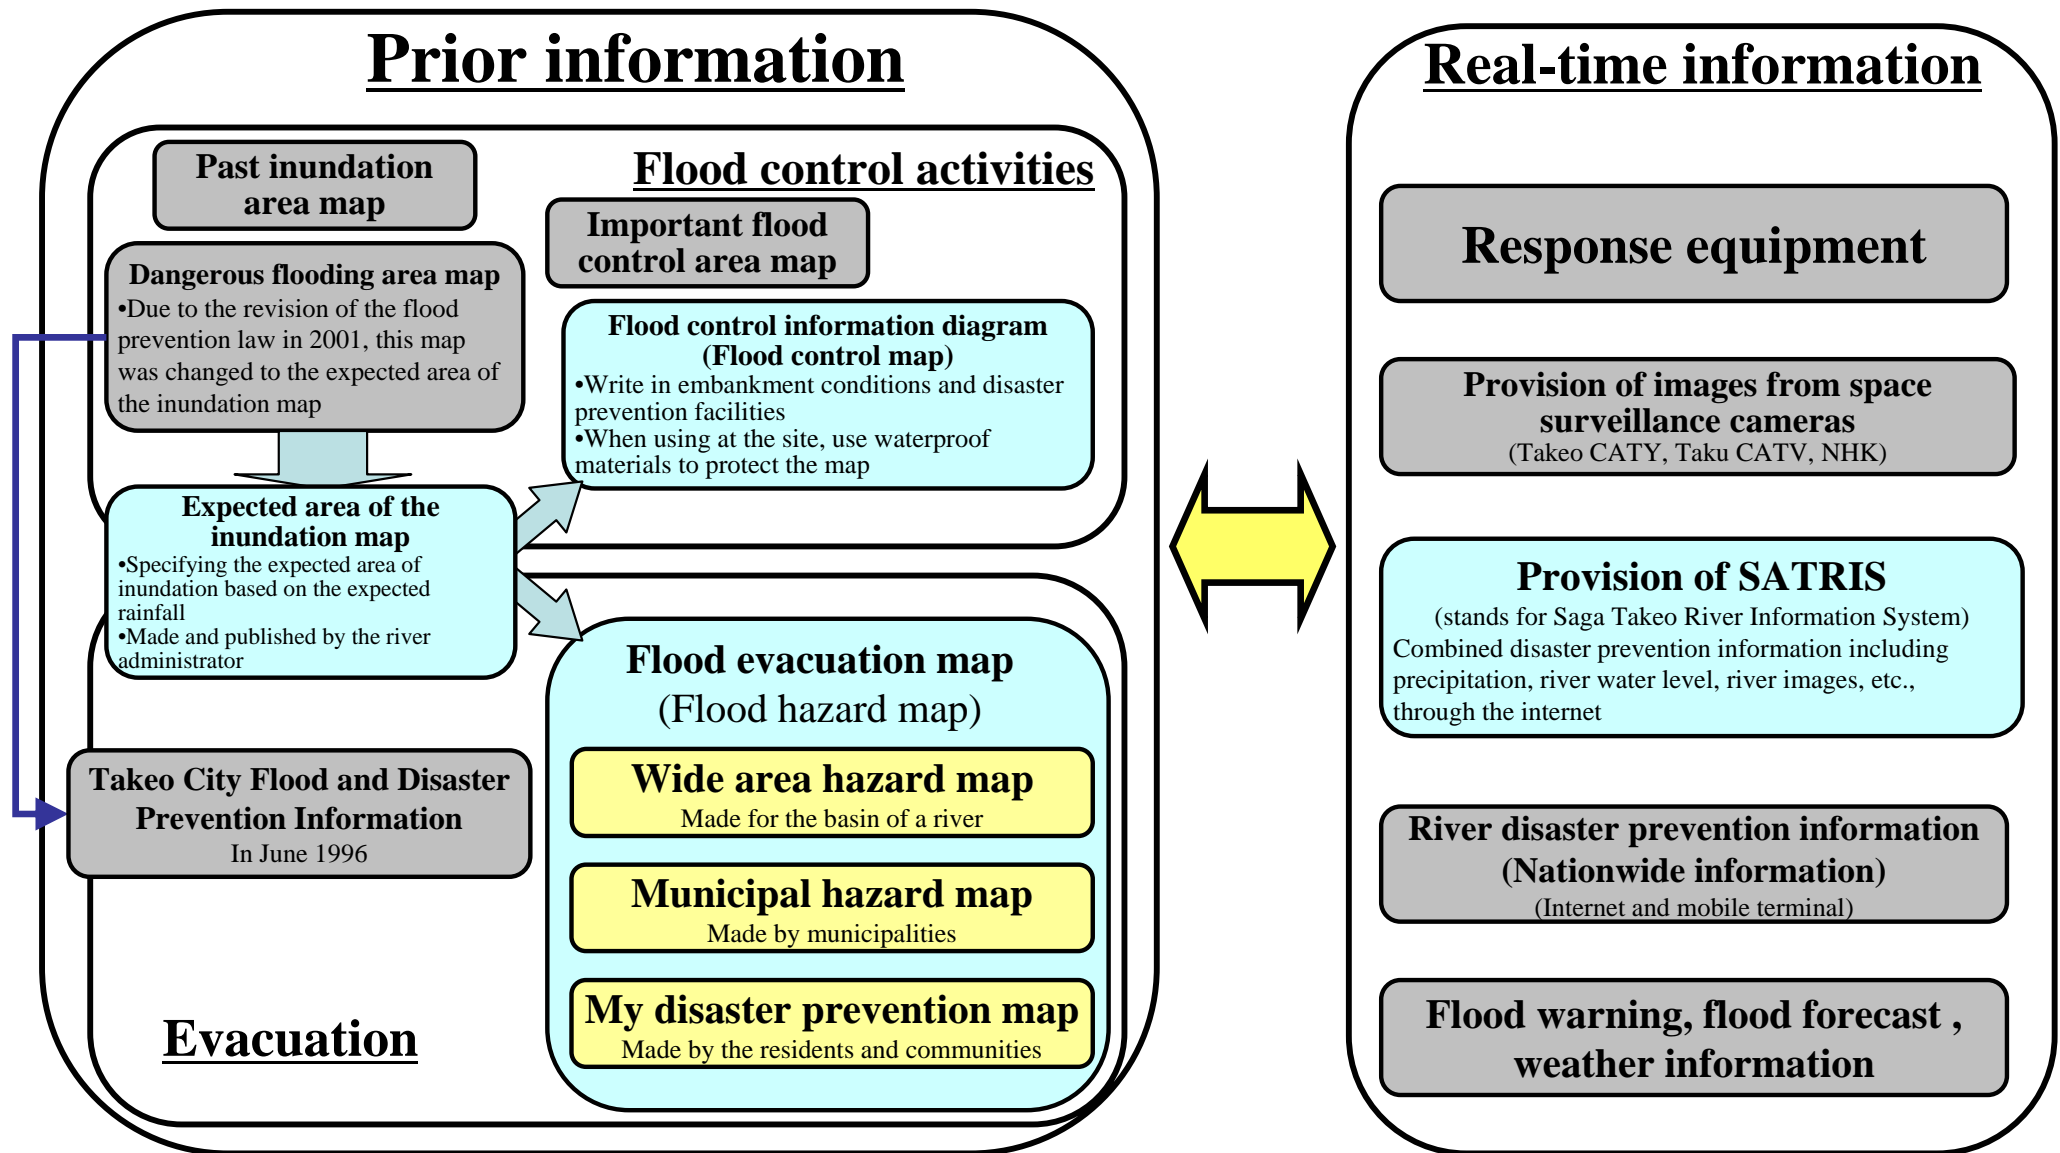 Prior information
Past inundation
area map
Flood control activities
Important flood
control area map
Dangerous flooding area map
•Due to the revision of the flood
prevention law in 2001, this map
was changed to the expected area of
the inundation map
Flood control information diagram
(Flood control map)
•Write in embankment conditions and disaster
prevention facilities
•When using at the site, use waterproof
materials to protect the map
Expected area of the
inundation map
•Specifying the expected area of
inundation based on the expected
rainfall
•Made and published by the river
administrator
Flood evacuation map
(Flood hazard map)
Wide area hazard map
Made for the basin of a river
Municipal hazard map
Made by municipalities
My disaster prevention map
Made by the residents and communities
Takeo City Flood and Disaster
Prevention Information
In June 1996
Evacuation
Real-time information
Response equipment
Provision of images from space
surveillance cameras
(Takeo CATY, Taku CATV, NHK)
Provision of SATRIS
(stands for Saga Takeo River Information System)
Combined disaster prevention information including
precipitation, river water level, river images, etc.,
through the internet
River disaster prevention information
(Nationwide information)
(Internet and mobile terminal)
Flood warning, flood forecast ,
weather information